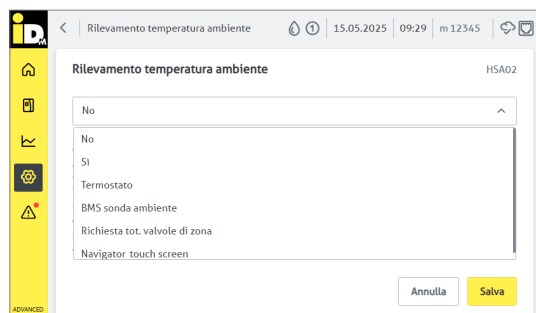 iDM
Rilevamento temperatura ambiente 1 15.05.2025 09:29 m 12345
Rilevamento temperatura ambiente HSA02
No
No
Sì
Termostato
BMS sonda ambiente
Richiesta tot. valvole di zona
Navigator touch screen
Annulla Salva
ADVANCED